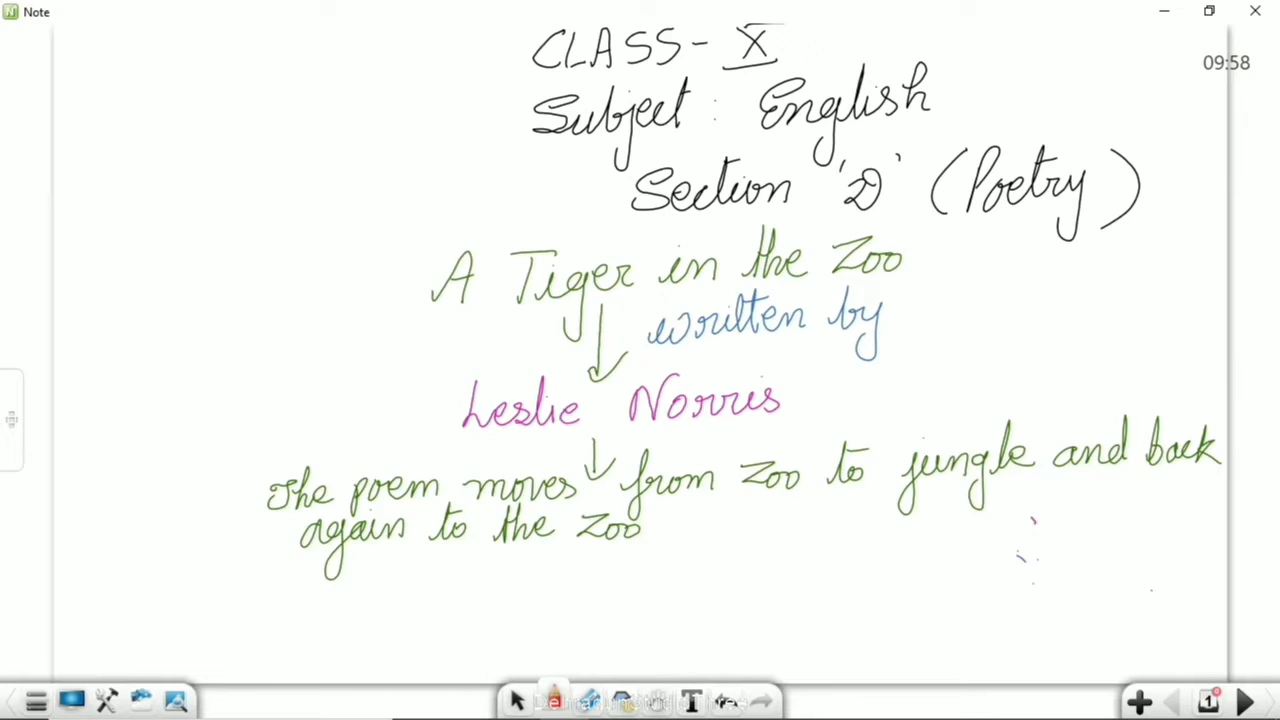 Note
09:58
CLASS - X
Subject : English
Section 'D' (Poetry)
A Tiger in the Zoo
written by
Leslie Norris
The poem moves from Zoo to jungle and back
again to the Zoo
T
1